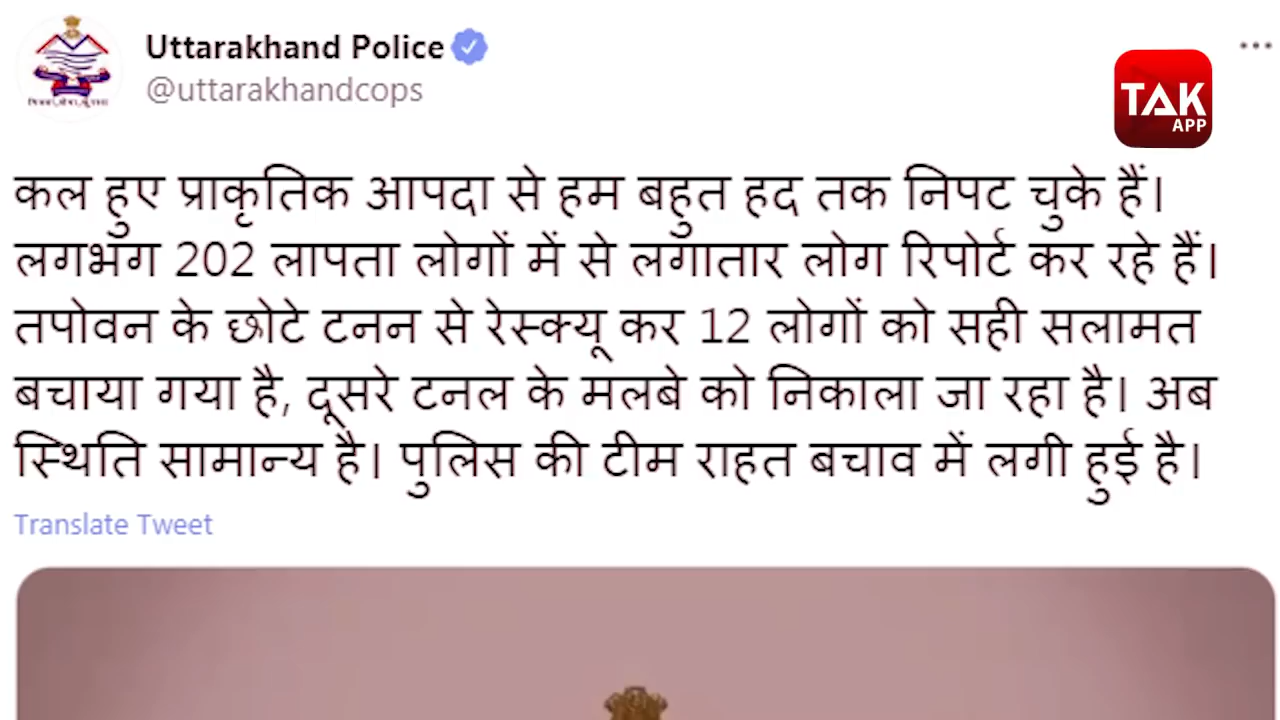 Uttarakhand Police
@uttarakhandcops
TAK
APP
कल हुए प्राकृतिक आपदा से हम बहुत हद तक निपट चुके हैं।
लगभग 202 लापता लोगों में से लगातार लोग रिपोर्ट कर रहे हैं।
तपोवन के छोटे टनन से रेस्क्यू कर 12 लोगों को सही सलामत
बचाया गया है, दूसरे टनल के मलबे को निकाला जा रहा है। अब
स्थिति सामान्य है। पुलिस की टीम राहत बचाव में लगी हुई है।
Translate Tweet